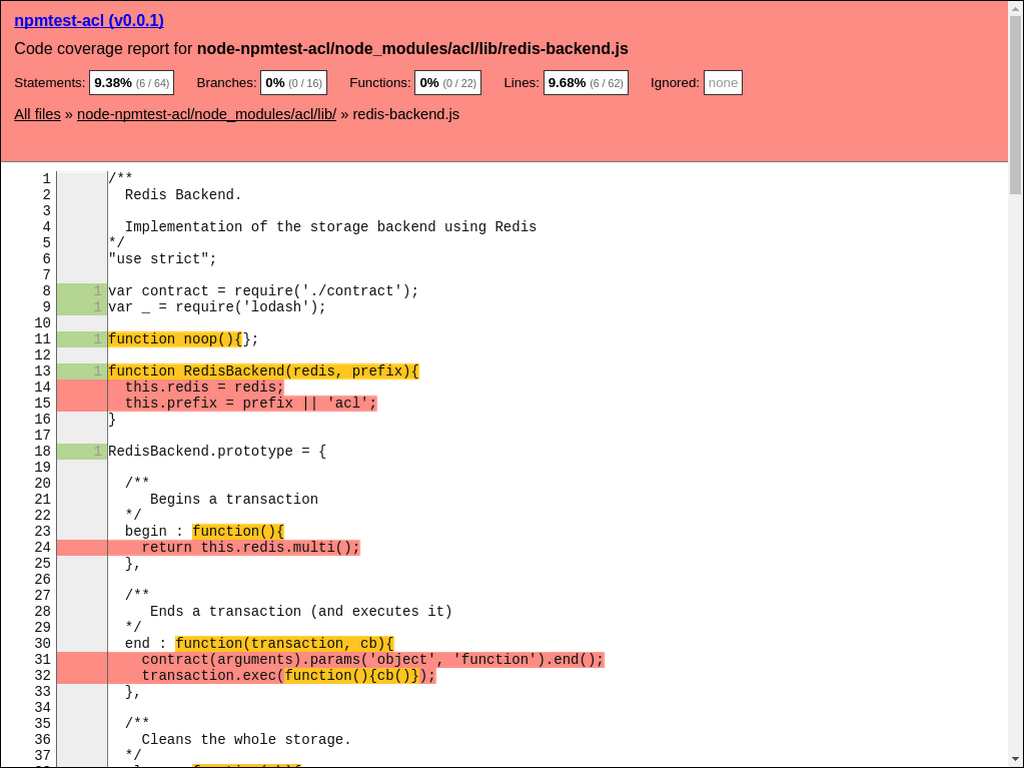 npmtest-acl (v0.0.1)
Code coverage report for node-npmtest-acl/node_modules/acl/lib/redis-backend.js
Statements: 9.38% (6 / 64) Branches: 0% (0 / 16) Functions: 0% (0 / 22) Lines: 9.68% (6 / 62) Ignored: none
All files » node-npmtest-acl/node_modules/acl/lib/ » redis-backend.js
1 /**
2 Redis Backend.
3
4 Implementation of the storage backend using Redis
5 */
6 "use strict";
7
8 1 var contract = require('./contract');
9 1 var _ = require('lodash');
10
11 1 function noop(){};
12
13 1 function RedisBackend(redis, prefix){
14 this.redis = redis;
15 this.prefix = prefix || 'acl';
16 }
17
18 1 RedisBackend.prototype = {
19
20 /**
21 Begins a transaction
22 */
23 begin : function(){
24 return this.redis.multi();
25 },
26
27 /**
28 Ends a transaction (and executes it)
29 */
30 end : function(transaction, cb){
31 contract(arguments).params('object', 'function').end();
32 transaction.exec(function(){cb()});
33 },
34
35 /**
36 Cleans the whole storage.
37 */